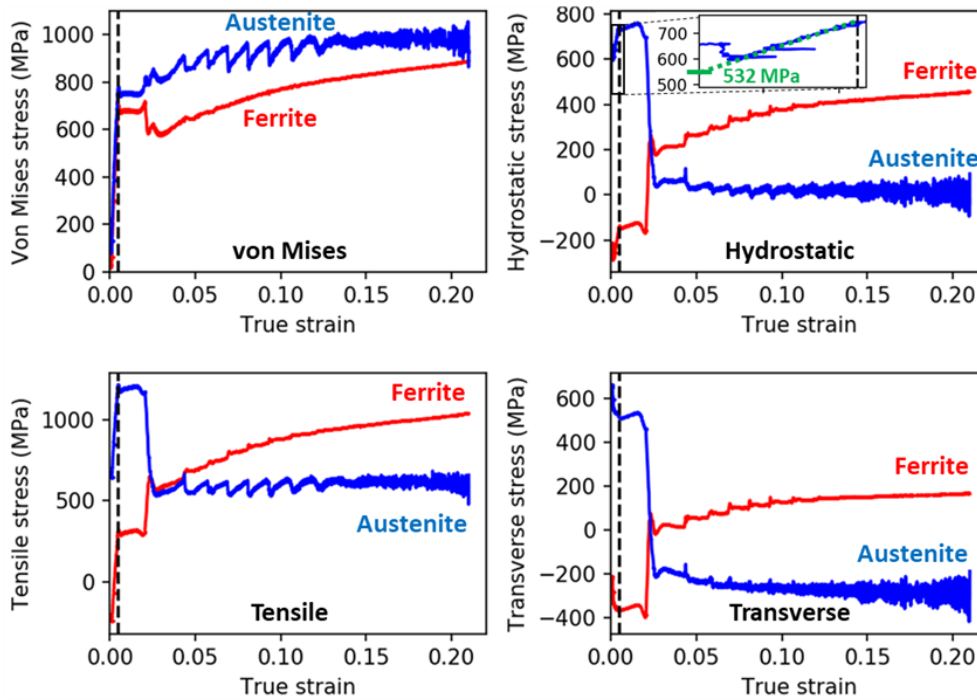 Von Mises stress (MPa)
1000
800
600
400
200
0
Austenite
Ferrite
von Mises
0.00 0.05 0.10 0.15 0.20
True strain
Hydrostatic stress (MPa)
800
600
400
200
0
−200
700
600
500
532 MPa
Ferrite
Austenite
Hydrostatic
0.00 0.05 0.10 0.15 0.20
True strain
Tensile stress (MPa)
1000
500
0
Ferrite
Austenite
Tensile
0.00 0.05 0.10 0.15 0.20
True strain
Transverse stress (MPa)
600
400
200
0
−200
−400
Ferrite
Austenite
Transverse
0.00 0.05 0.10 0.15 0.20
True strain